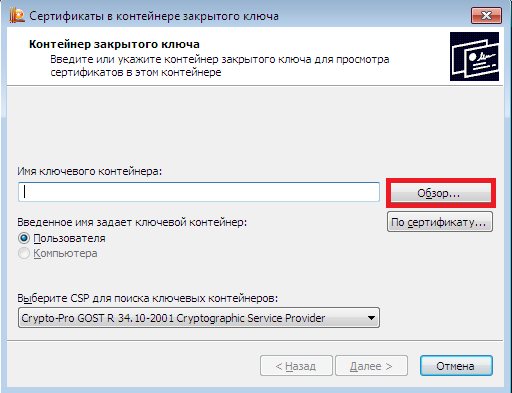 Сертификаты в контейнере закрытого ключа
Контейнер закрытого ключа
Введите или укажите контейнер закрытого ключа для просмотра
сертификатов в этом контейнере
Имя ключевого контейнера:
Обзор...
По сертификату...
Введенное имя задает ключевой контейнер:
Пользователя
Компьютера
Выберите CSP для поиска ключевых контейнеров:
Crypto-Pro GOST R 34.10-2001 Cryptographic Service Provider
< Назад
Далее >
Отмена